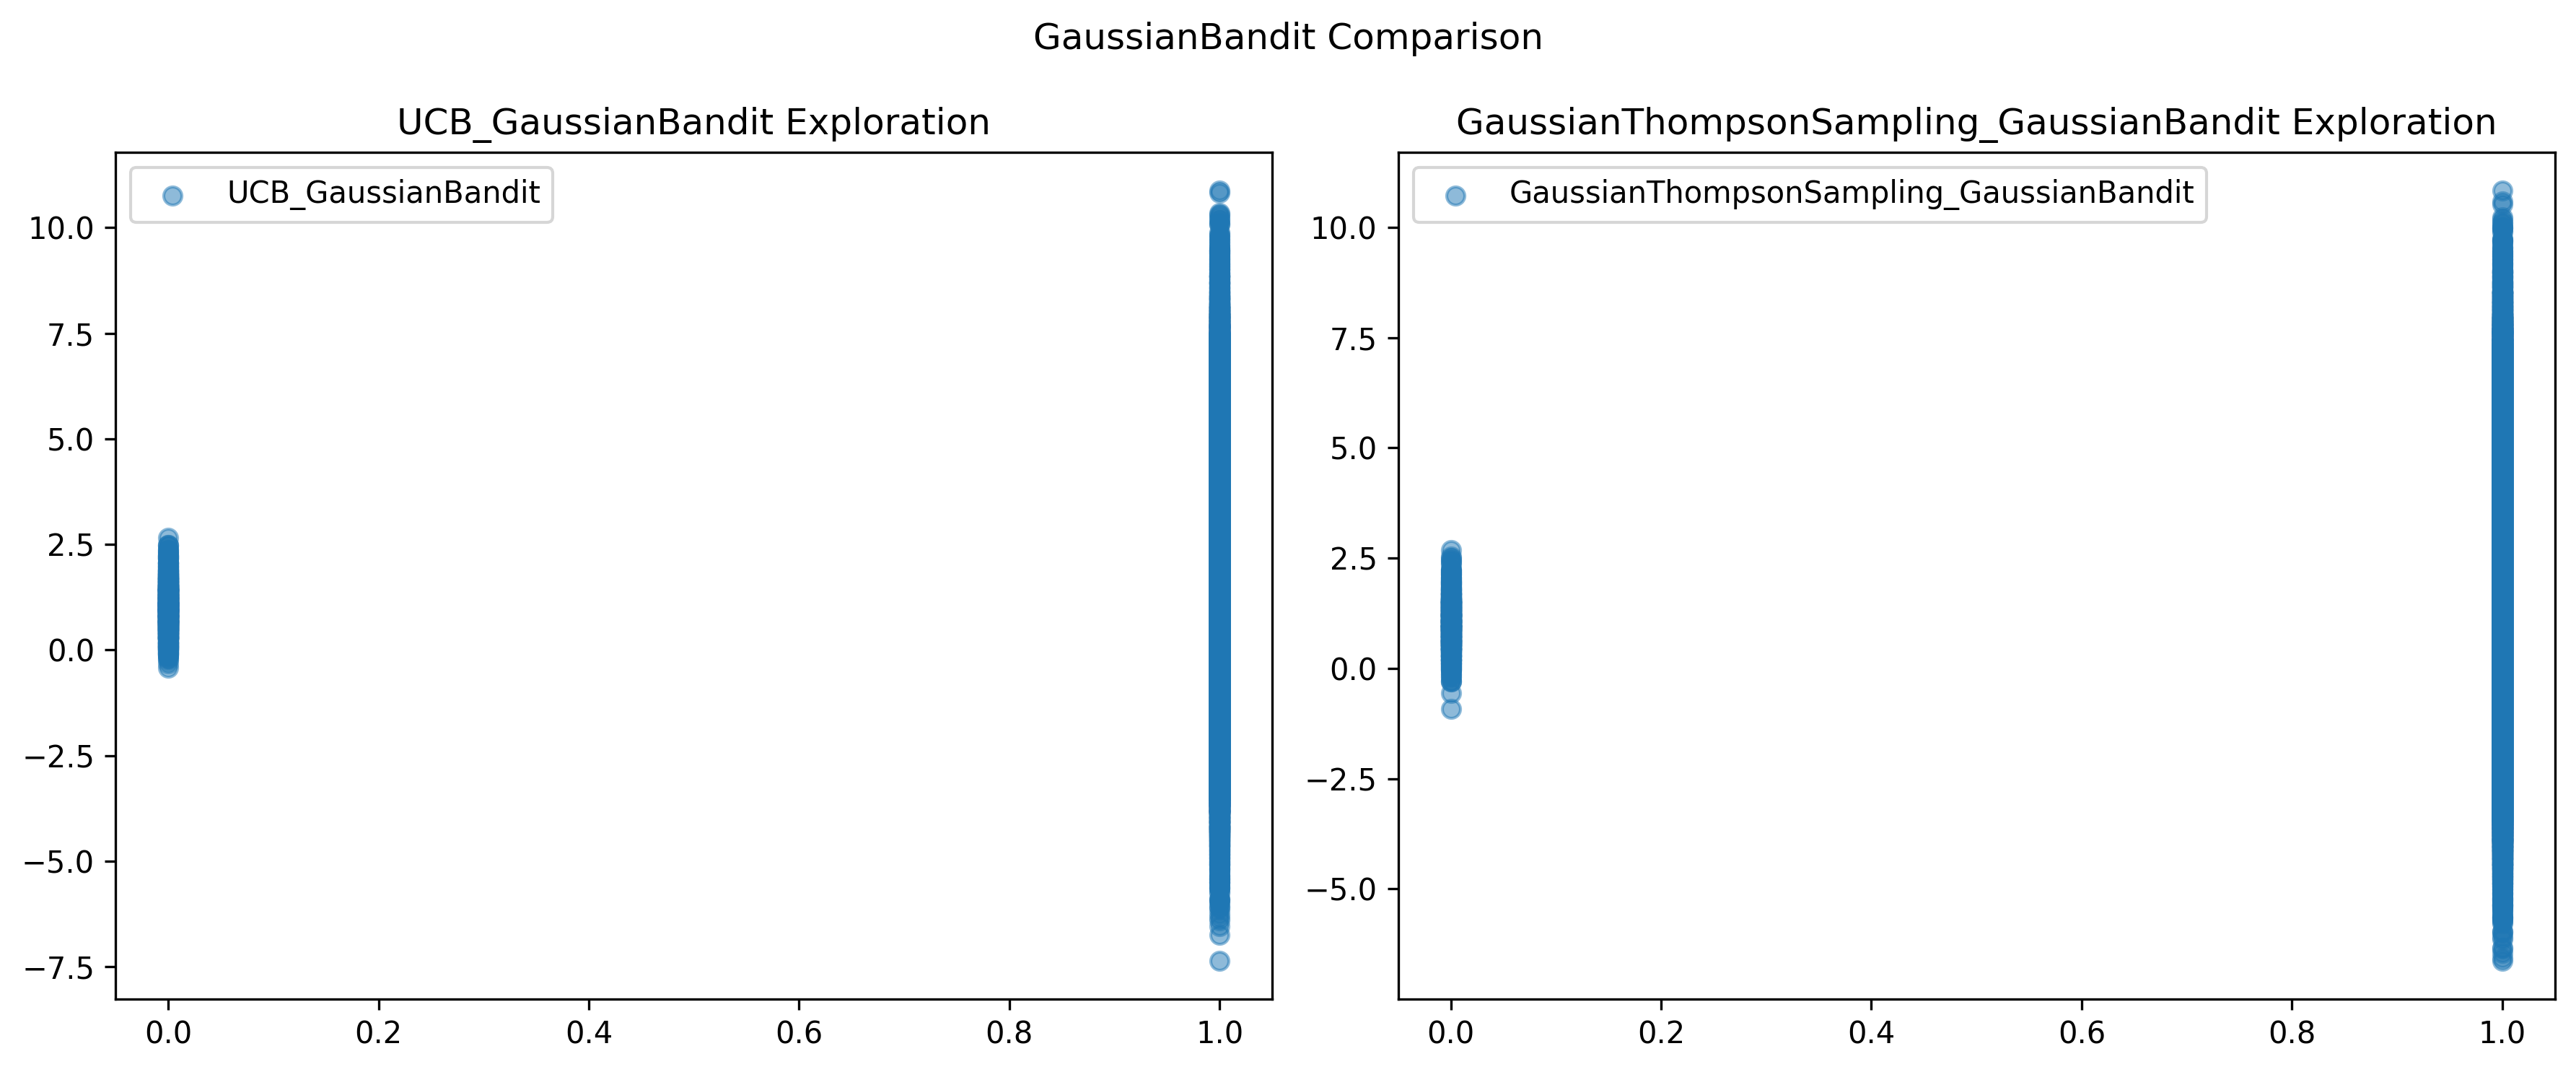 GaussianBandit Comparison
UCB_GaussianBandit Exploration
UCB_GaussianBandit
10.0
7.5
5.0
2.5
0.0
−2.5
−5.0
−7.5
0.0 0.2 0.4 0.6 0.8 1.0
GaussianThompsonSampling_GaussianBandit Exploration
GaussianThompsonSampling_GaussianBandit
10.0
7.5
5.0
2.5
0.0
−2.5
−5.0
0.0 0.2 0.4 0.6 0.8 1.0